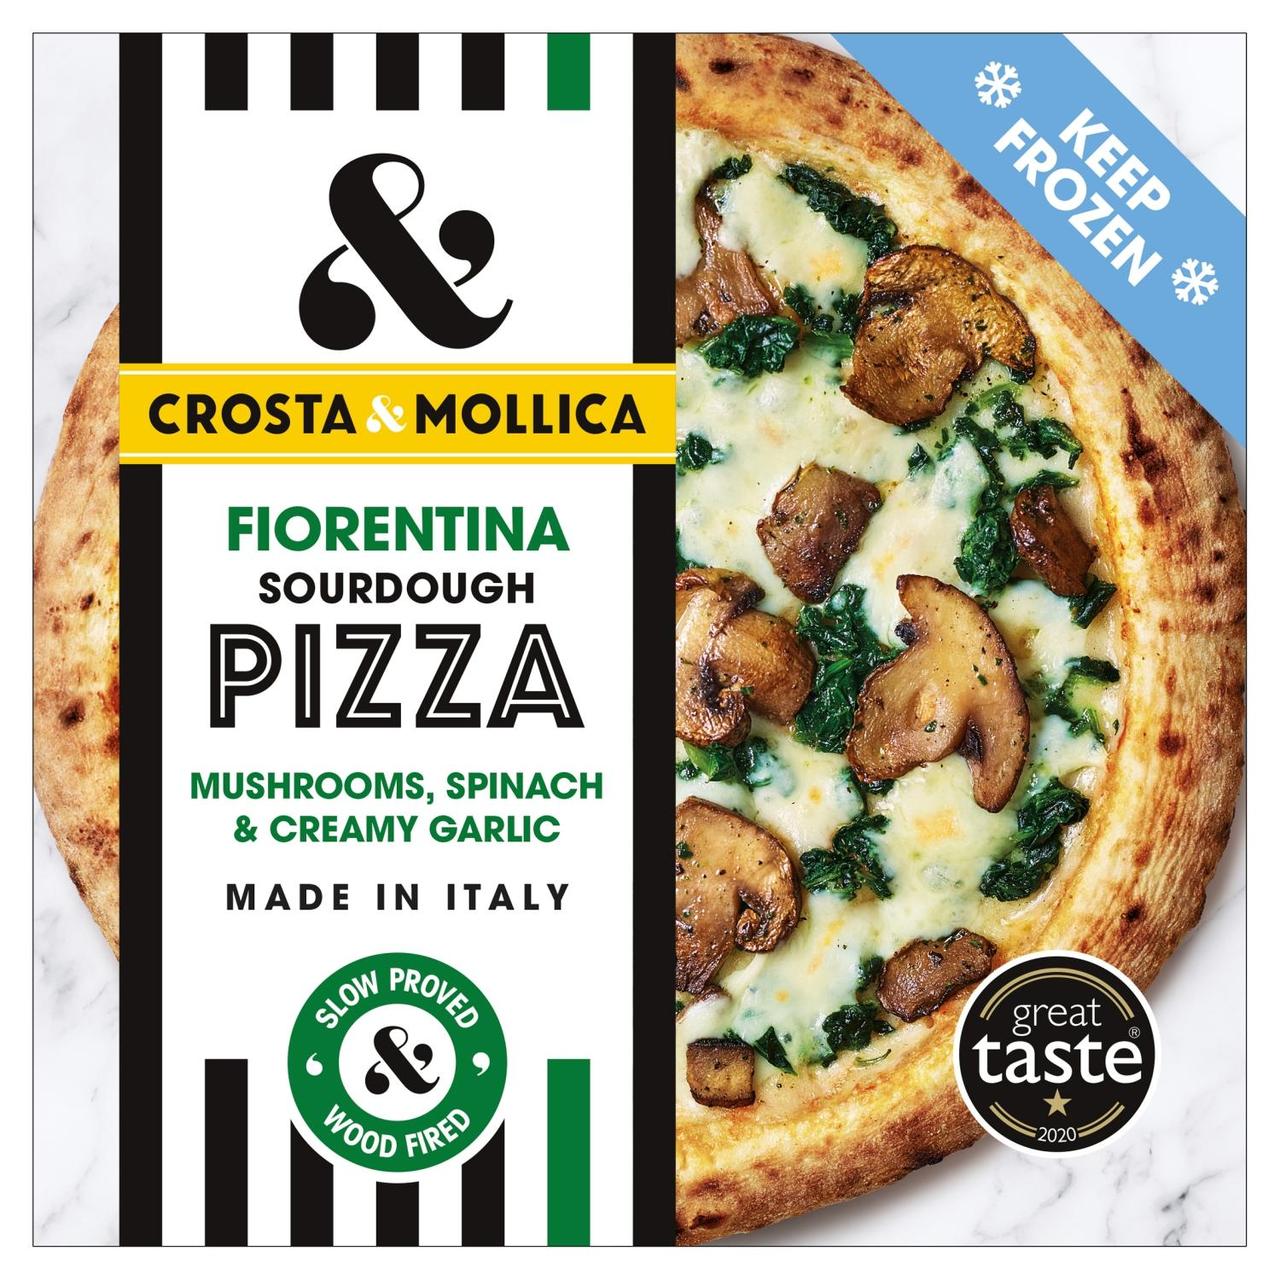 &
CROSTA & MOLLICA
FIORENTINA
SOURDOUGH
PIZZA
MUSHROOMS, SPINACH
& CREAMY GARLIC
MADE IN ITALY
SLOW PROVED
&
WOOD FIRED
KEEP
FROZEN
great
taste®
2020